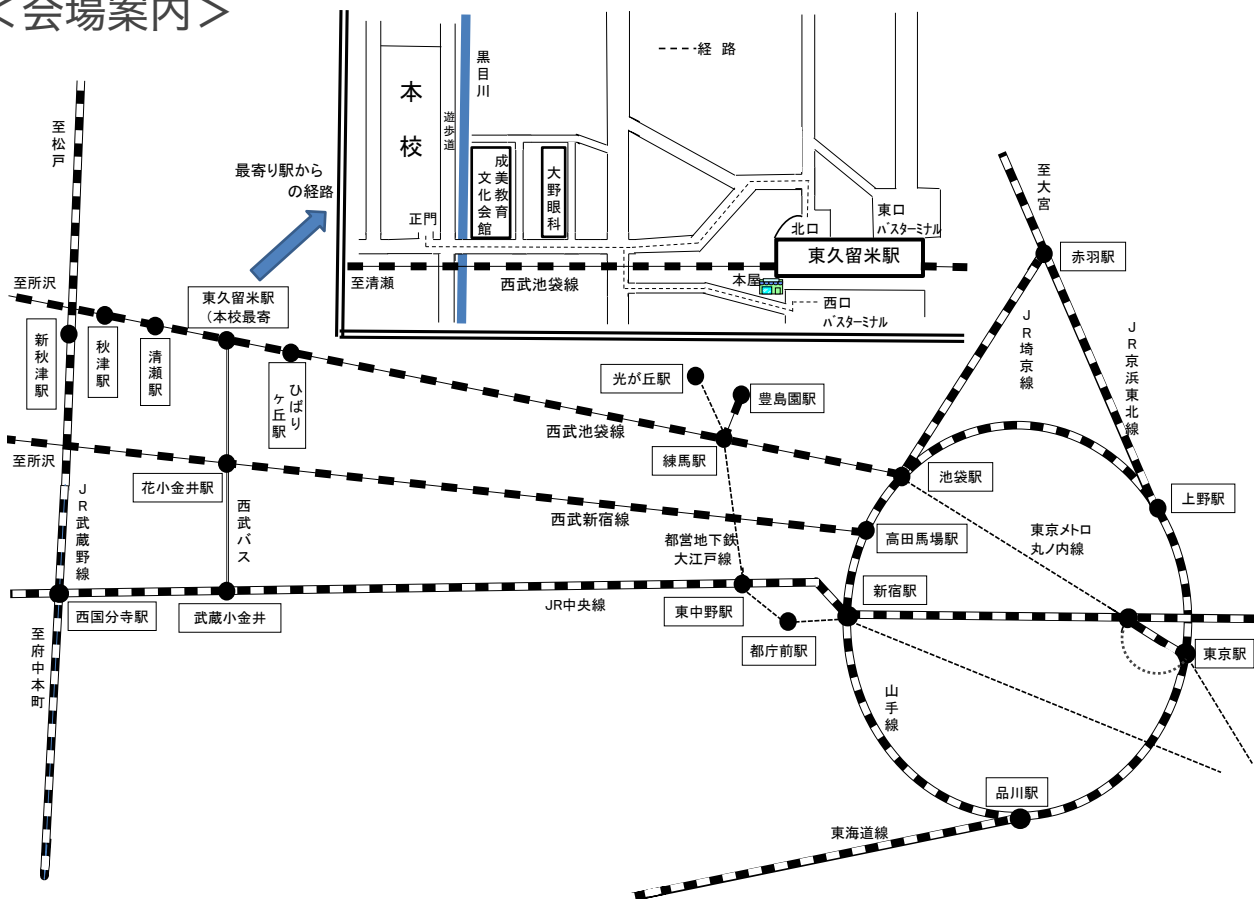 ＜会場案内＞
経 路
黒目川
本校
遊歩道
成美教育
文化会館
大野眼科
正門
北口
東口
バスターミナル
東久留米駅
至清瀬
西武池袋線
本屋
西口
バスターミナル
最寄り駅から
の経路
至松戸
至大宮
赤羽駅
JR埼京線
JR京浜東北線
至所沢
東久留米駅
（本校最寄
新秋津駅
秋津駅
清瀬駅
ひばり
ヶ丘駅
光が丘駅
豊島園駅
西武池袋線
練馬駅
池袋駅
上野駅
至所沢
花小金井駅
JR武蔵野線
西武バス
西武新宿線
都営地下鉄
大江戸線
高田馬場駅
東京メトロ
丸ノ内線
西国分寺駅
武蔵小金井
JR中央線
東中野駅
新宿駅
都庁前駅
東京駅
至府中本町
山手線
品川駅
東海道線